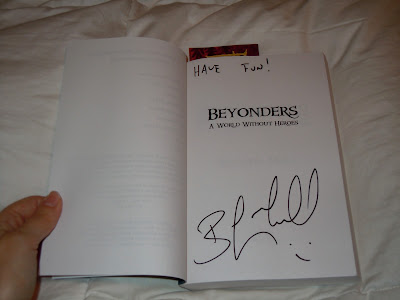 HAVE FUN!
BEYONDERS
A WORLD WITHOUT HEROES